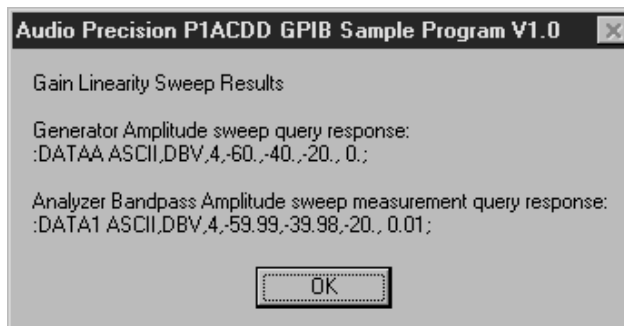 Audio Precision P1ACDD GPIB Sample Program V1.0
Gain Linearity Sweep Results
Generator Amplitude sweep query response:
:DATAA ASCII,DBV,4,-60.,-40.,-20., 0.;
Analyzer Bandpass Amplitude sweep measurement query response:
:DATA1 ASCII,DBV,4,-59.99,-39.98,-20., 0.01;
OK